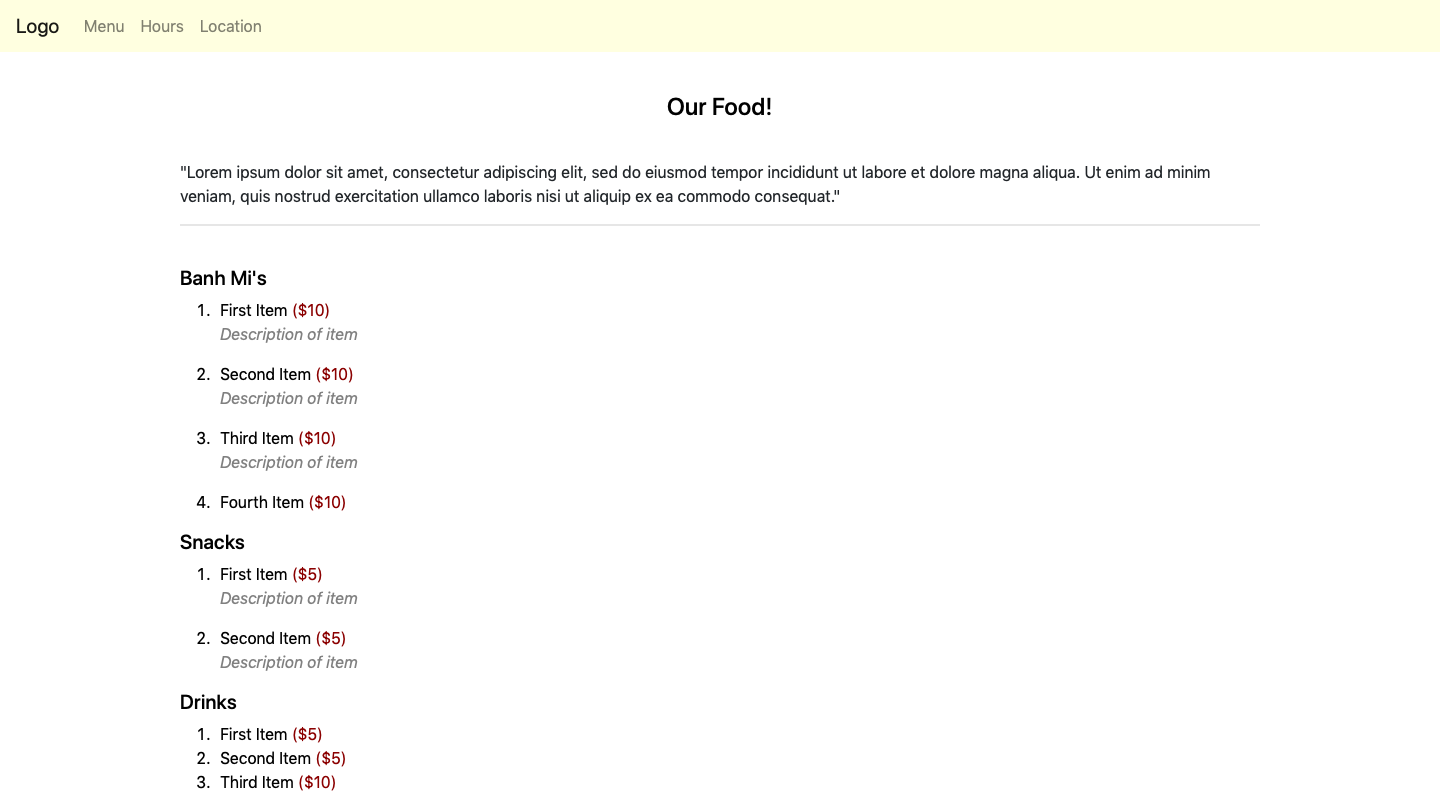 Logo Menu Hours Location
Our Food!
"Lorem ipsum dolor sit amet, consectetur adipiscing elit, sed do eiusmod tempor incididunt ut labore et dolore magna aliqua. Ut enim ad minim
veniam, quis nostrud exercitation ullamco laboris nisi ut aliquip ex ea commodo consequat."
Banh Mi's
1. First Item ($10)
Description of item
2. Second Item ($10)
Description of item
3. Third Item ($10)
Description of item
4. Fourth Item ($10)
Snacks
1. First Item ($5)
Description of item
2. Second Item ($5)
Description of item
Drinks
1. First Item ($5)
2. Second Item ($5)
3. Third Item ($10)